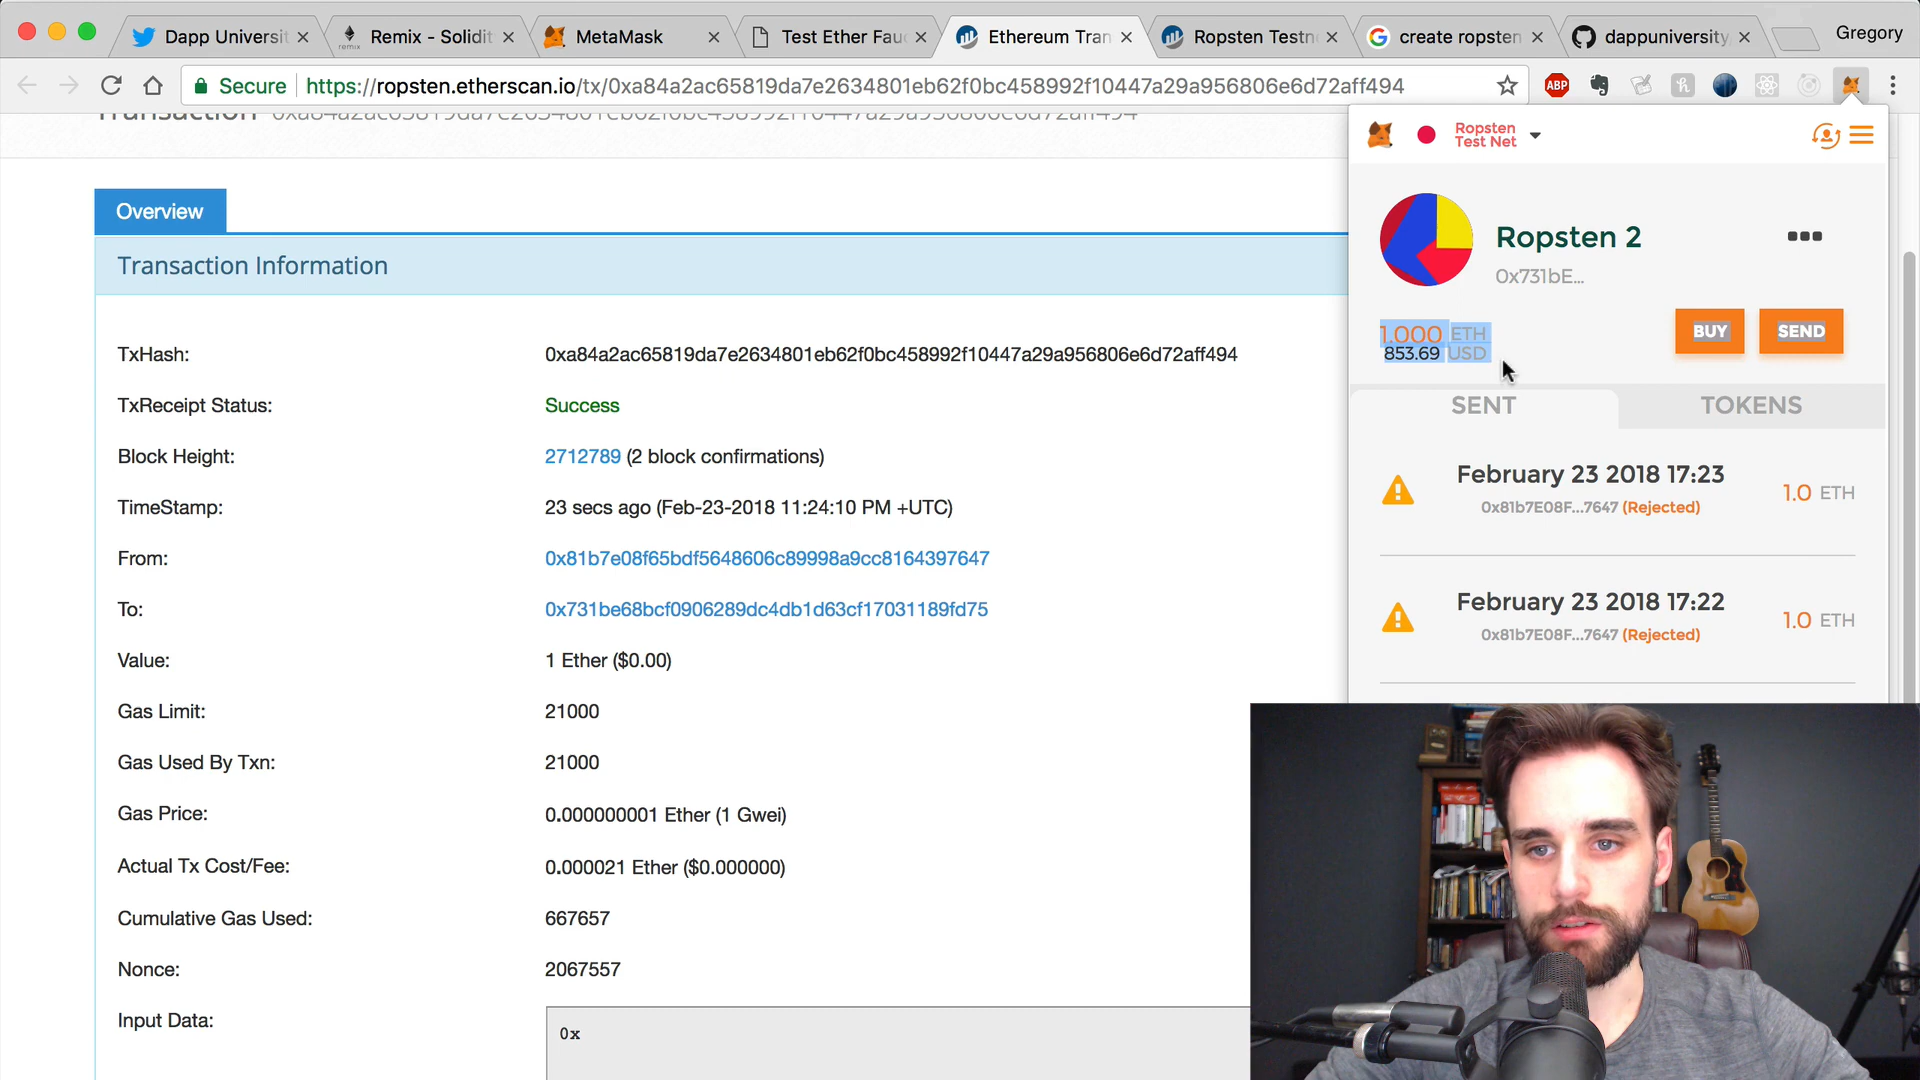 Dapp Universit
Remix - Solidit
MetaMask
Test Ether Fauc
Ethereum Tran
Ropsten Testne
create ropsten
dappuniversity
Gregory
remix
Secure
https://ropsten.etherscan.io/tx/0xa84a2ac65819da7e2634801eb62f0bc458992f10447a29a956806e6d72aff494
ABP
Transaction 0xa84a2ac65819da7e2634801eb62f0bc458992f10447a29a956806e6d72aff494
Overview
Transaction Information
TxHash: 0xa84a2ac65819da7e2634801eb62f0bc458992f10447a29a956806e6d72aff494
TxReceipt Status: Success
Block Height: 2712789 (2 block confirmations)
TimeStamp: 23 secs ago (Feb-23-2018 11:24:10 PM +UTC)
From: 0x81b7e08f65bdf5648606c89998a9cc8164397647
To: 0x731be68bcf0906289dc4db1d63cf17031189fd75
Value: 1 Ether ($0.00)
Gas Limit: 21000
Gas Used By Txn: 21000
Gas Price: 0.000000001 Ether (1 Gwei)
Actual Tx Cost/Fee: 0.000021 Ether ($0.000000)
Cumulative Gas Used: 667657
Nonce: 2067557
Input Data: 0x
Ropsten
Test Net
Ropsten 2
0x731bE...
1.000 ETH
853.69 USD
BUY
SEND
SENT
TOKENS
February 23 2018 17:23
0x81b7E08F...7647 (Rejected)
1.0 ETH
February 23 2018 17:22
0x81b7E08F...7647 (Rejected)
1.0 ETH